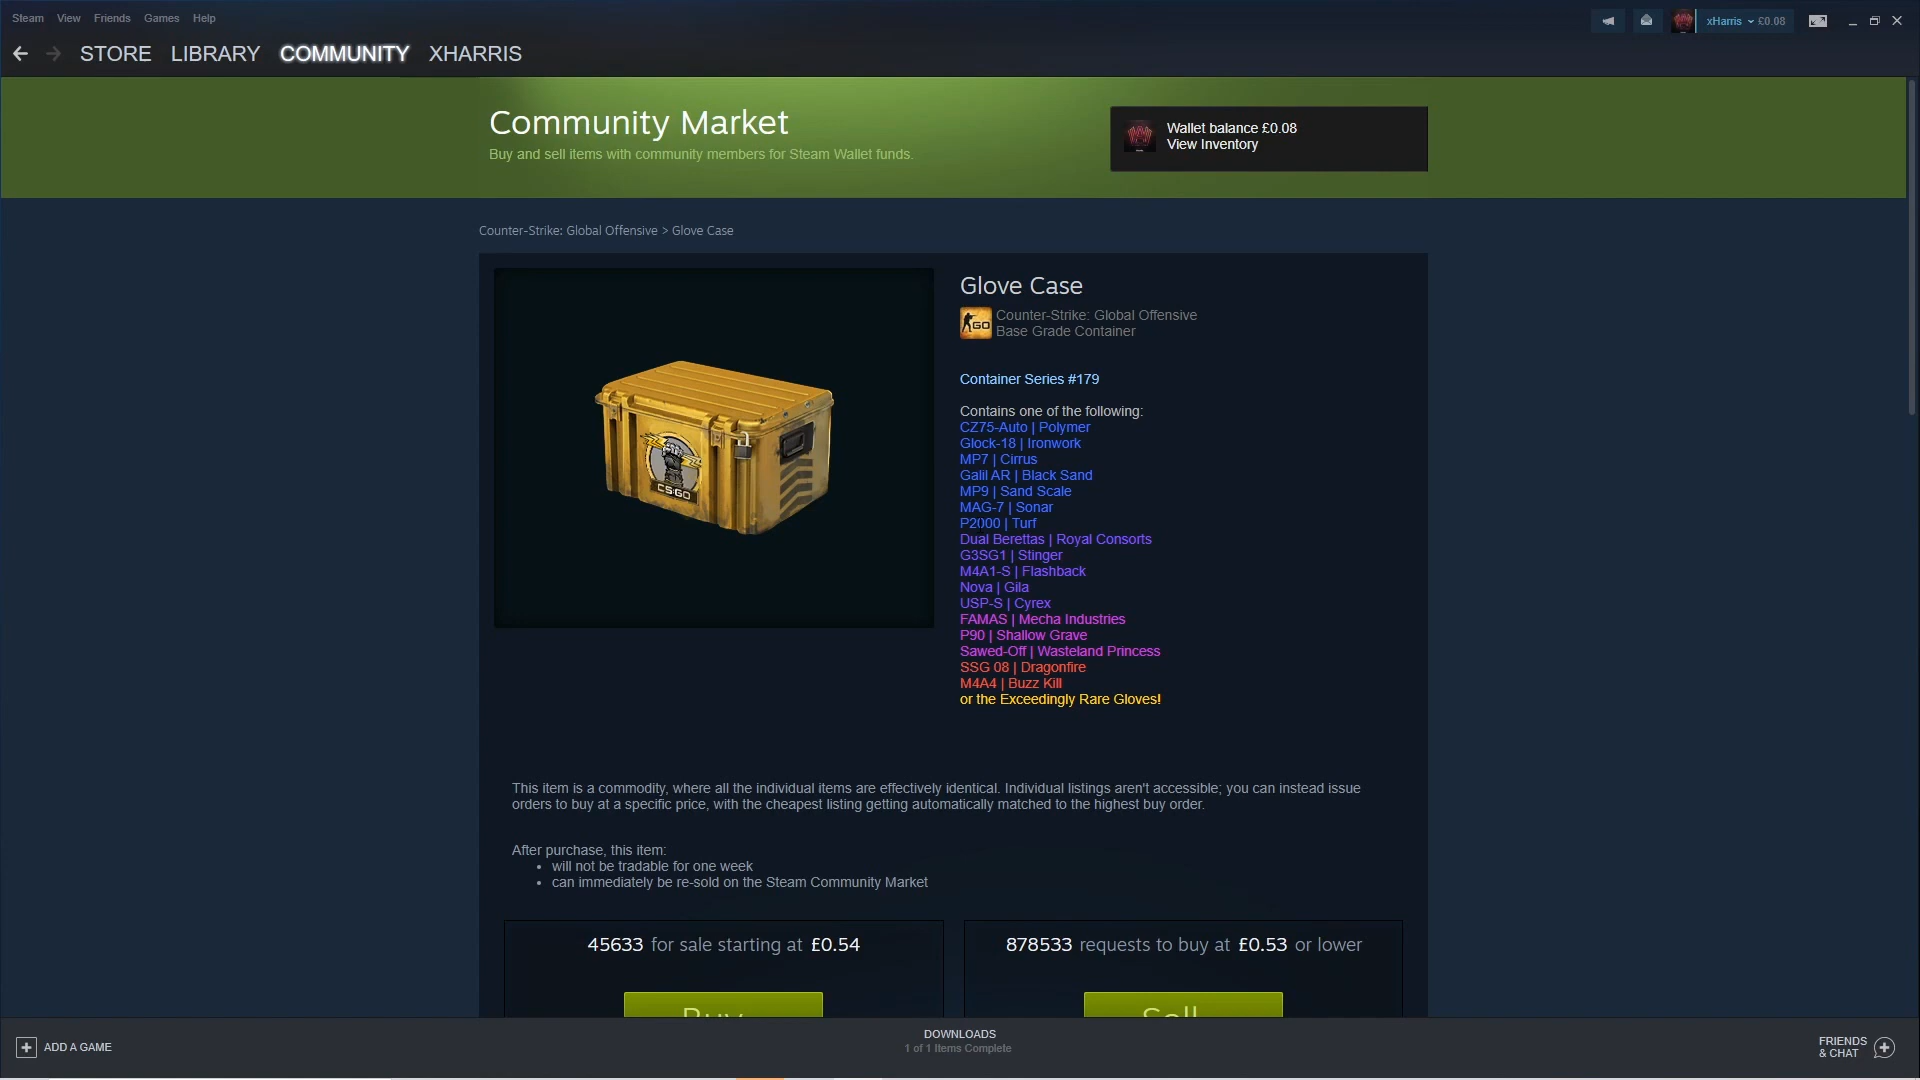 Steam View Friends Games Help
xHarris £0.08
STORE LIBRARY COMMUNITY XHARRIS
Community Market
Buy and sell items with community members for Steam Wallet funds.
Wallet balance £0.08
View Inventory
Counter-Strike: Global Offensive > Glove Case
Glove Case
GO
Counter-Strike: Global Offensive
Base Grade Container
Container Series #179
Contains one of the following:
CZ75-Auto | Polymer
Glock-18 | Ironwork
MP7 | Cirrus
Galil AR | Black Sand
MP9 | Sand Scale
MAG-7 | Sonar
P2000 | Turf
Dual Berettas | Royal Consorts
G3SG1 | Stinger
M4A1-S | Flashback
Nova | Gila
USP-S | Cyrex
FAMAS | Mecha Industries
P90 | Shallow Grave
Sawed-Off | Wasteland Princess
SSG 08 | Dragonfire
M4A4 | Buzz Kill
or the Exceedingly Rare Gloves!
CS:GO
This item is a commodity, where all the individual items are effectively identical. Individual listings aren't accessible; you can instead issue
orders to buy at a specific price, with the cheapest listing getting automatically matched to the highest buy order.
After purchase, this item:
• will not be tradable for one week
• can immediately be re-sold on the Steam Community Market
45633 for sale starting at £0.54
878533 requests to buy at £0.53 or lower
Buy
Sell
ADD A GAME
DOWNLOADS
1 of 1 Items Complete
FRIENDS
& CHAT